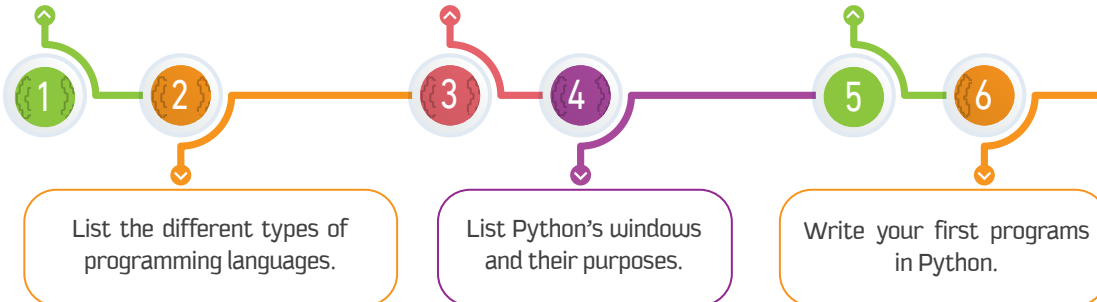 1
2
3
4
5
6
List the different types of
programming languages.
List Python's windows
and their purposes.
Write your first programs
in Python.